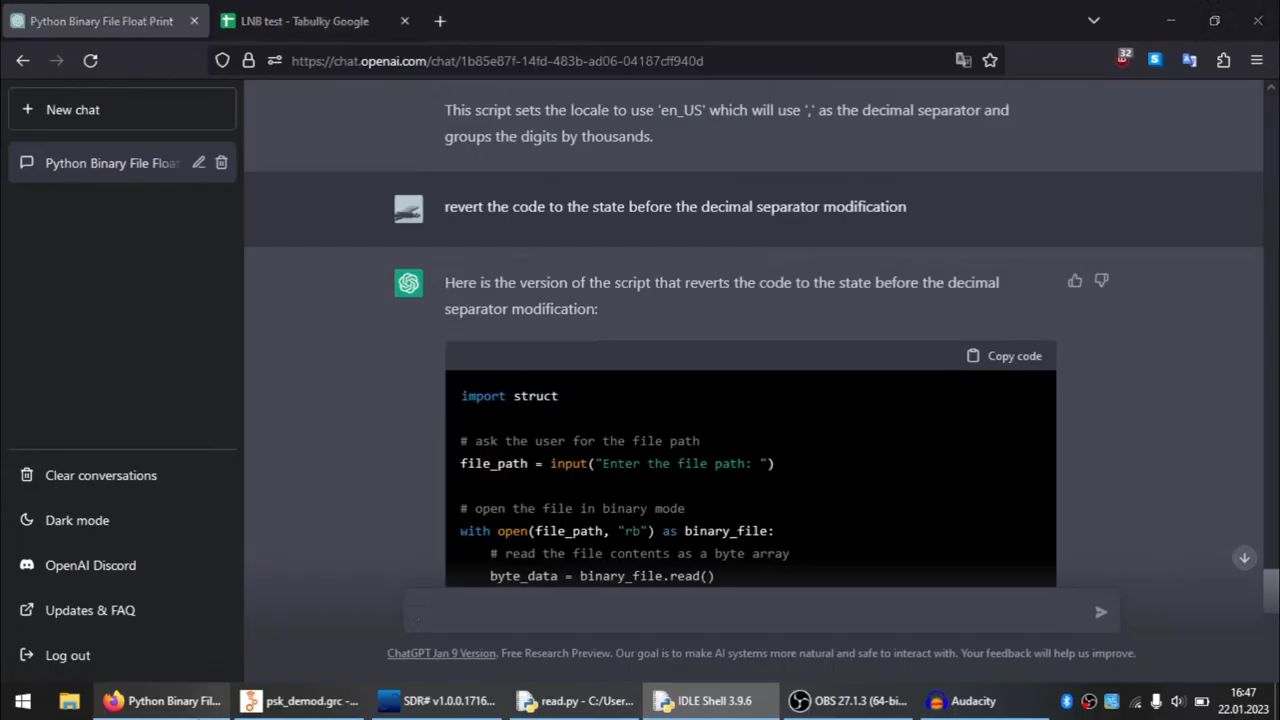 Python Binary File Float Print
LNB test - Tabulky Google
https://chat.openai.com/chat/1b85e87f-14fd-483b-ad06-04187cff940d
32
New chat
Python Binary File Floa
Clear conversations
Dark mode
OpenAI Discord
Updates & FAQ
Log out
This script sets the locale to use 'en_US' which will use ',' as the decimal separator and
groups the digits by thousands.
revert the code to the state before the decimal separator modification
Here is the version of the script that reverts the code to the state before the decimal
separator modification:
Copy code
import struct
# ask the user for the file path
file_path = input("Enter the file path: ")
# open the file in binary mode
with open(file_path, "rb") as binary_file:
# read the file contents as a byte array
byte_data = binary_file.read()
ChatGPT Jan 9 Version. Free Research Preview. Our goal is to make AI systems more natural and safe to interact with. Your feedback will help us improve.
Python Binary Fil...
psk_demod.grc -...
SDR# v1.0.0.1716...
read.py - C:/User...
IDLE Shell 3.9.6
OBS 27.1.3 (64-bi...
Audacity
16:47
22.01.2023